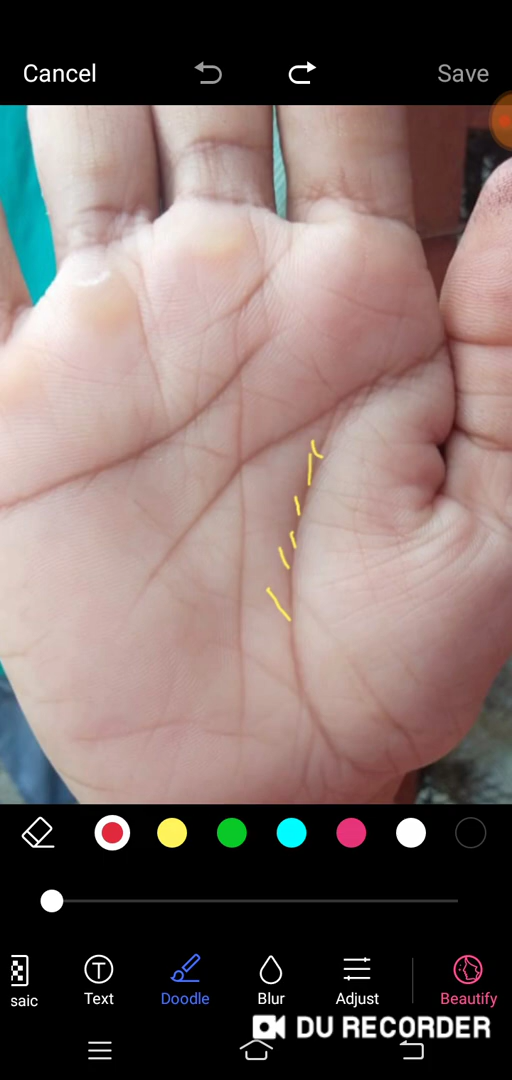 Cancel
Save
saic
Text
Doodle
Blur
Adjust
Beautify
DU RECORDER